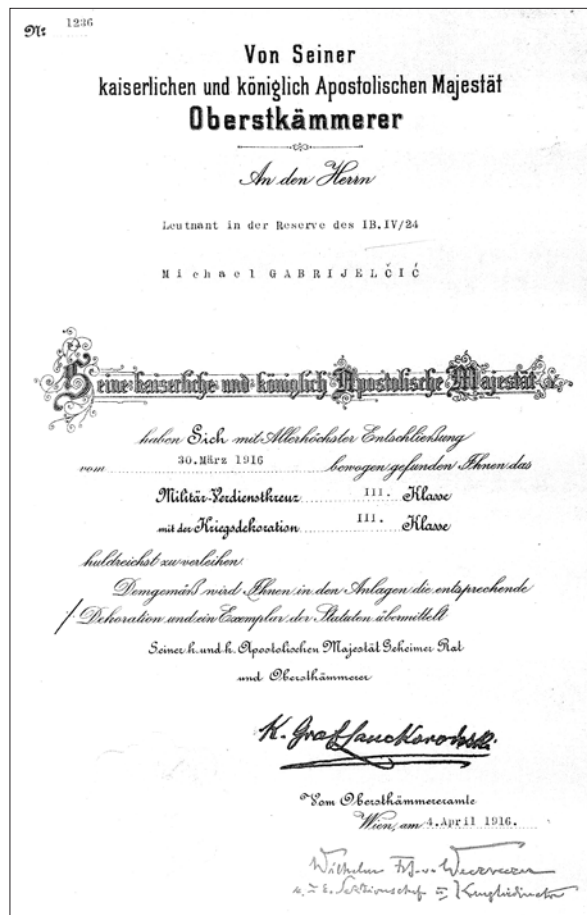 Nr: 1236
Von Seiner
kaiserlichen und königlich Apostolischen Majestät
Oberstkämmerer
An den Herrn
Leutnant in der Reserve des IB.IV/24
Michael GABRIJELČIĆ
Seine kaiserliche und königlich Apostolische Majestät
haben Sich mit Allerhöchster Entschließung
vom 30.März 1916 bewogen gefunden Ihnen das
Militär-Verdienstkreuz III. Klasse
mit der Kriegsdekoration III. Klasse
huldreichst zu verleihen.
Demgemäß wird Ihnen in den Anlagen die entsprechende
/. Dekoration und ein Exemplar der Statuten übermittelt
Seiner k. und k. Apostolischen Majestät Geheimer Rat
und Oberstkämmerer
K. Graf Lanckoroński
Vom Oberstkämmereramte
Wien, am 4.April 1916.
Wilhelm